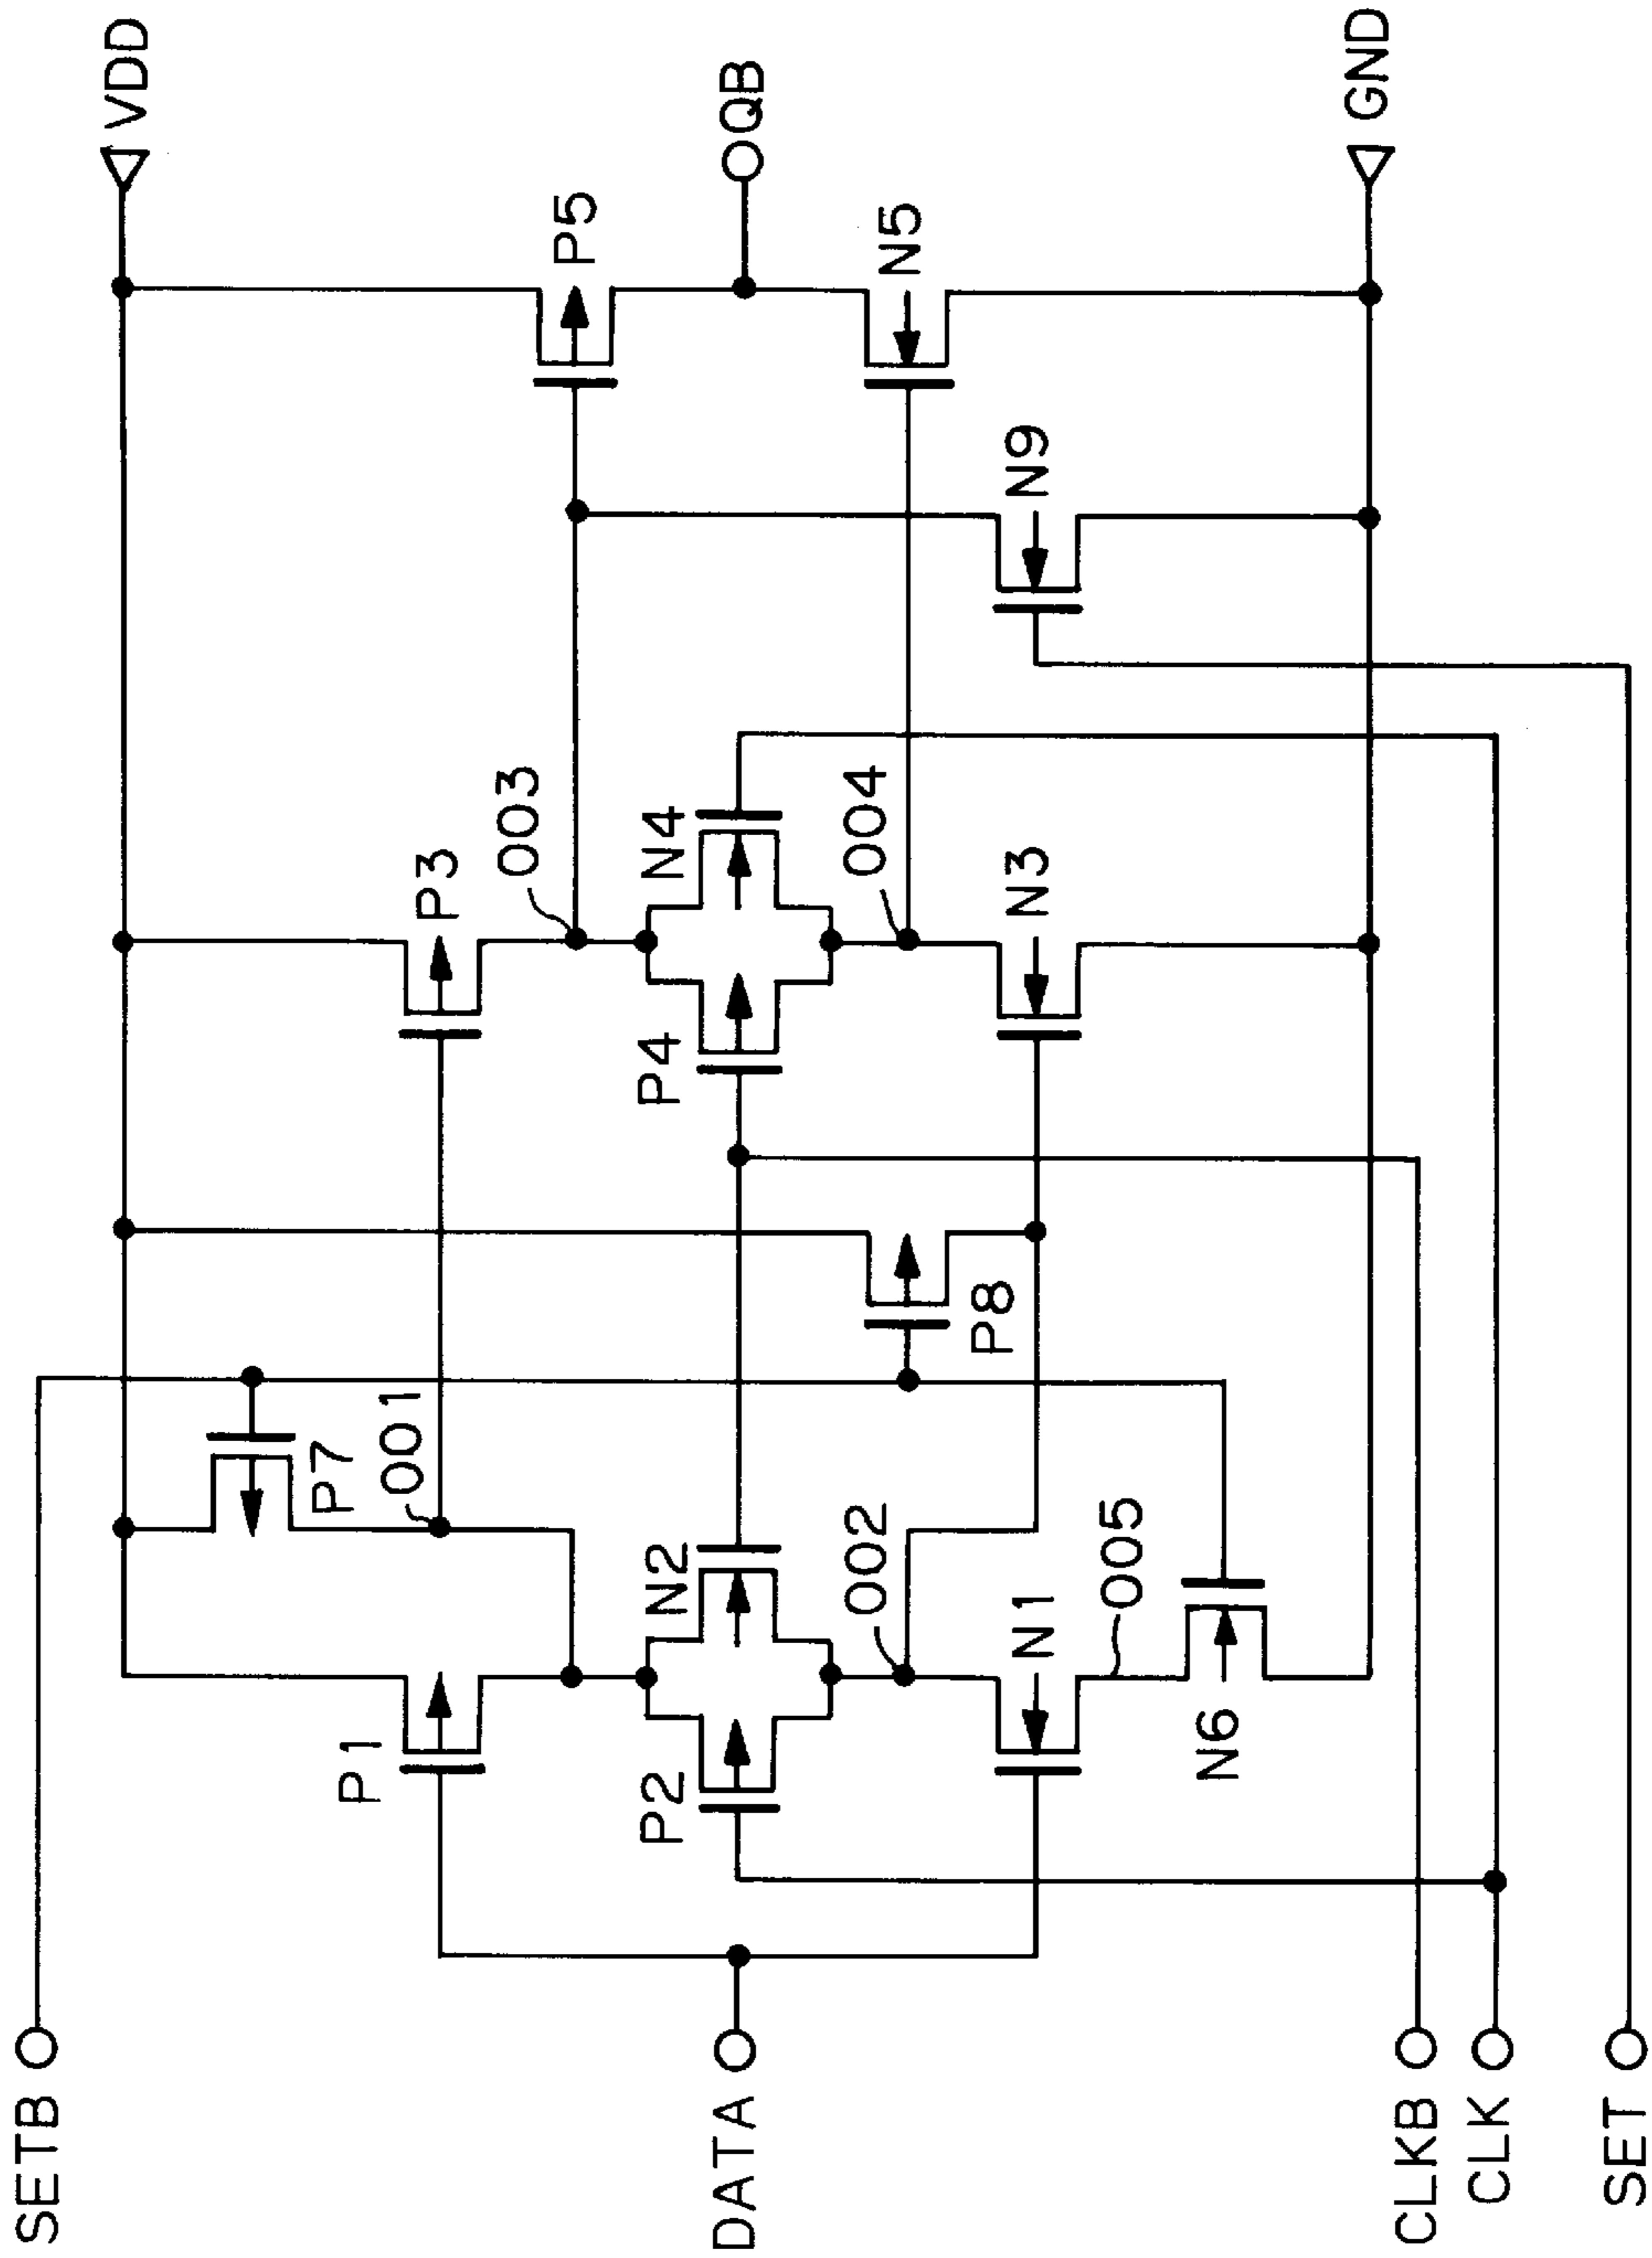 SETB
VDD
P7
001
P1
P3
003
P5
QB
DATA
P2
N2
P4
N4
002
P8
004
N5
N1
N3
N9
005
N6
GND
CLKB
CLK
SET